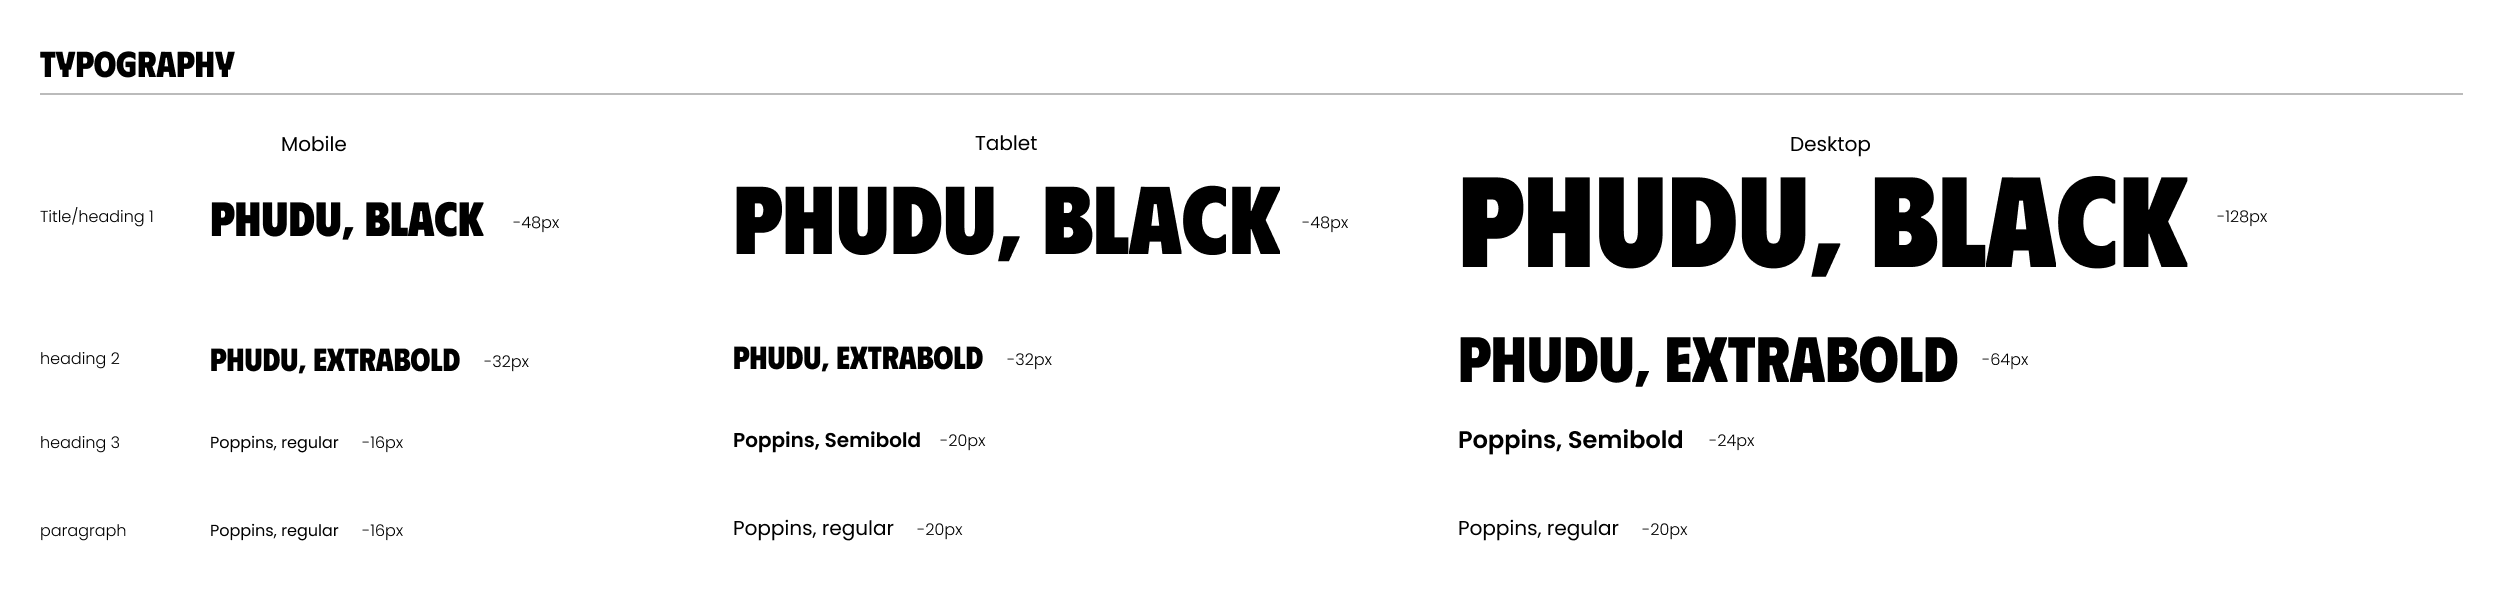 TYPOGRAPHY
Mobile Tablet Desktop
Title/heading 1 PHUDU, BLACK -48px PHUDU, BLACK -48px PHUDU, BLACK -128px
heading 2 PHUDU, EXTRABOLD -32px PHUDU, EXTRABOLD -32px PHUDU, EXTRABOLD -64px
heading 3 Poppins, regular -16px Poppins, Semibold -20px Poppins, Semibold -24px
paragraph Poppins, regular -16px Poppins, regular -20px Poppins, regular -20px